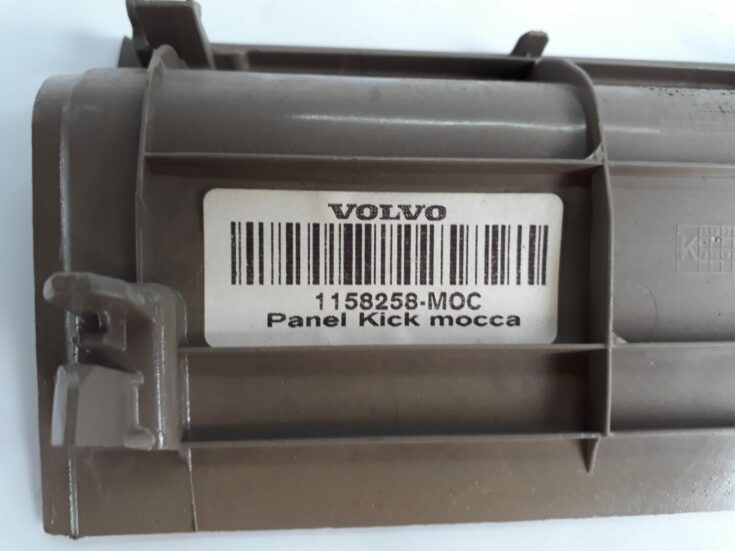 VOLVO
1158258-MOC
Panel Kick mocca
K